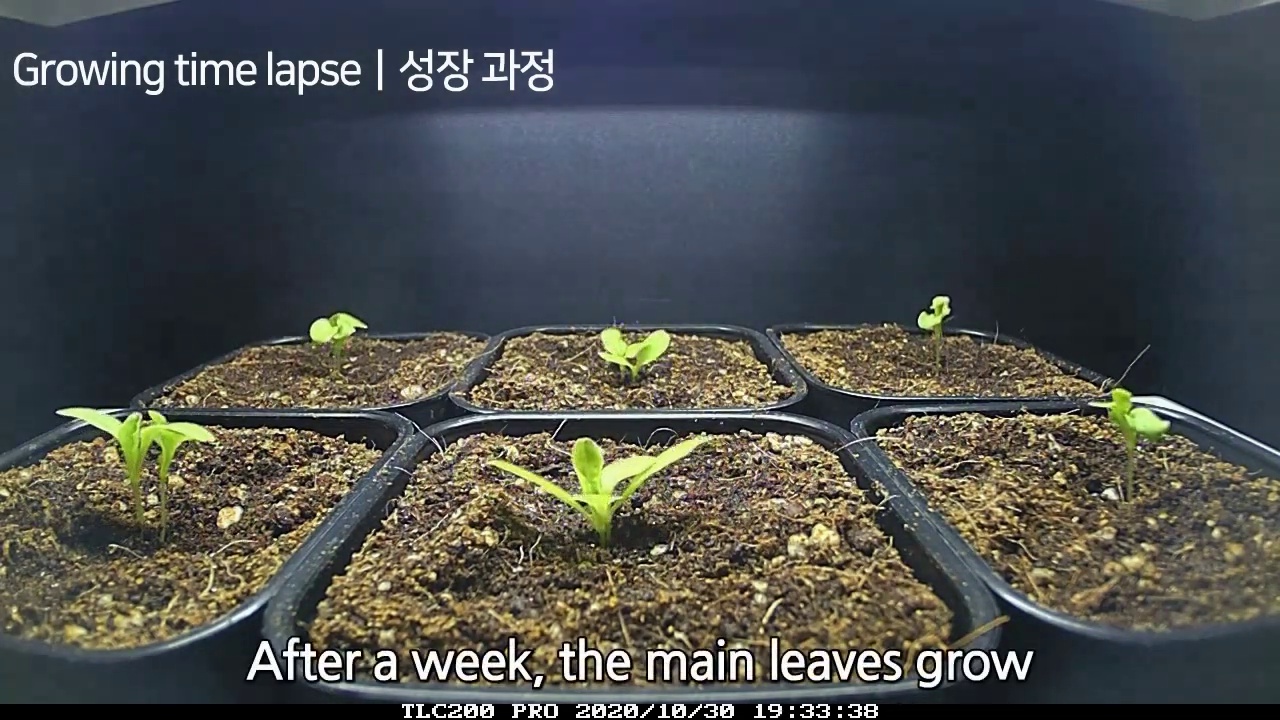 Growing time lapse | 성장 과정
After a week, the main leaves grow
TLC200 PRO 2020/10/30 19:33:38